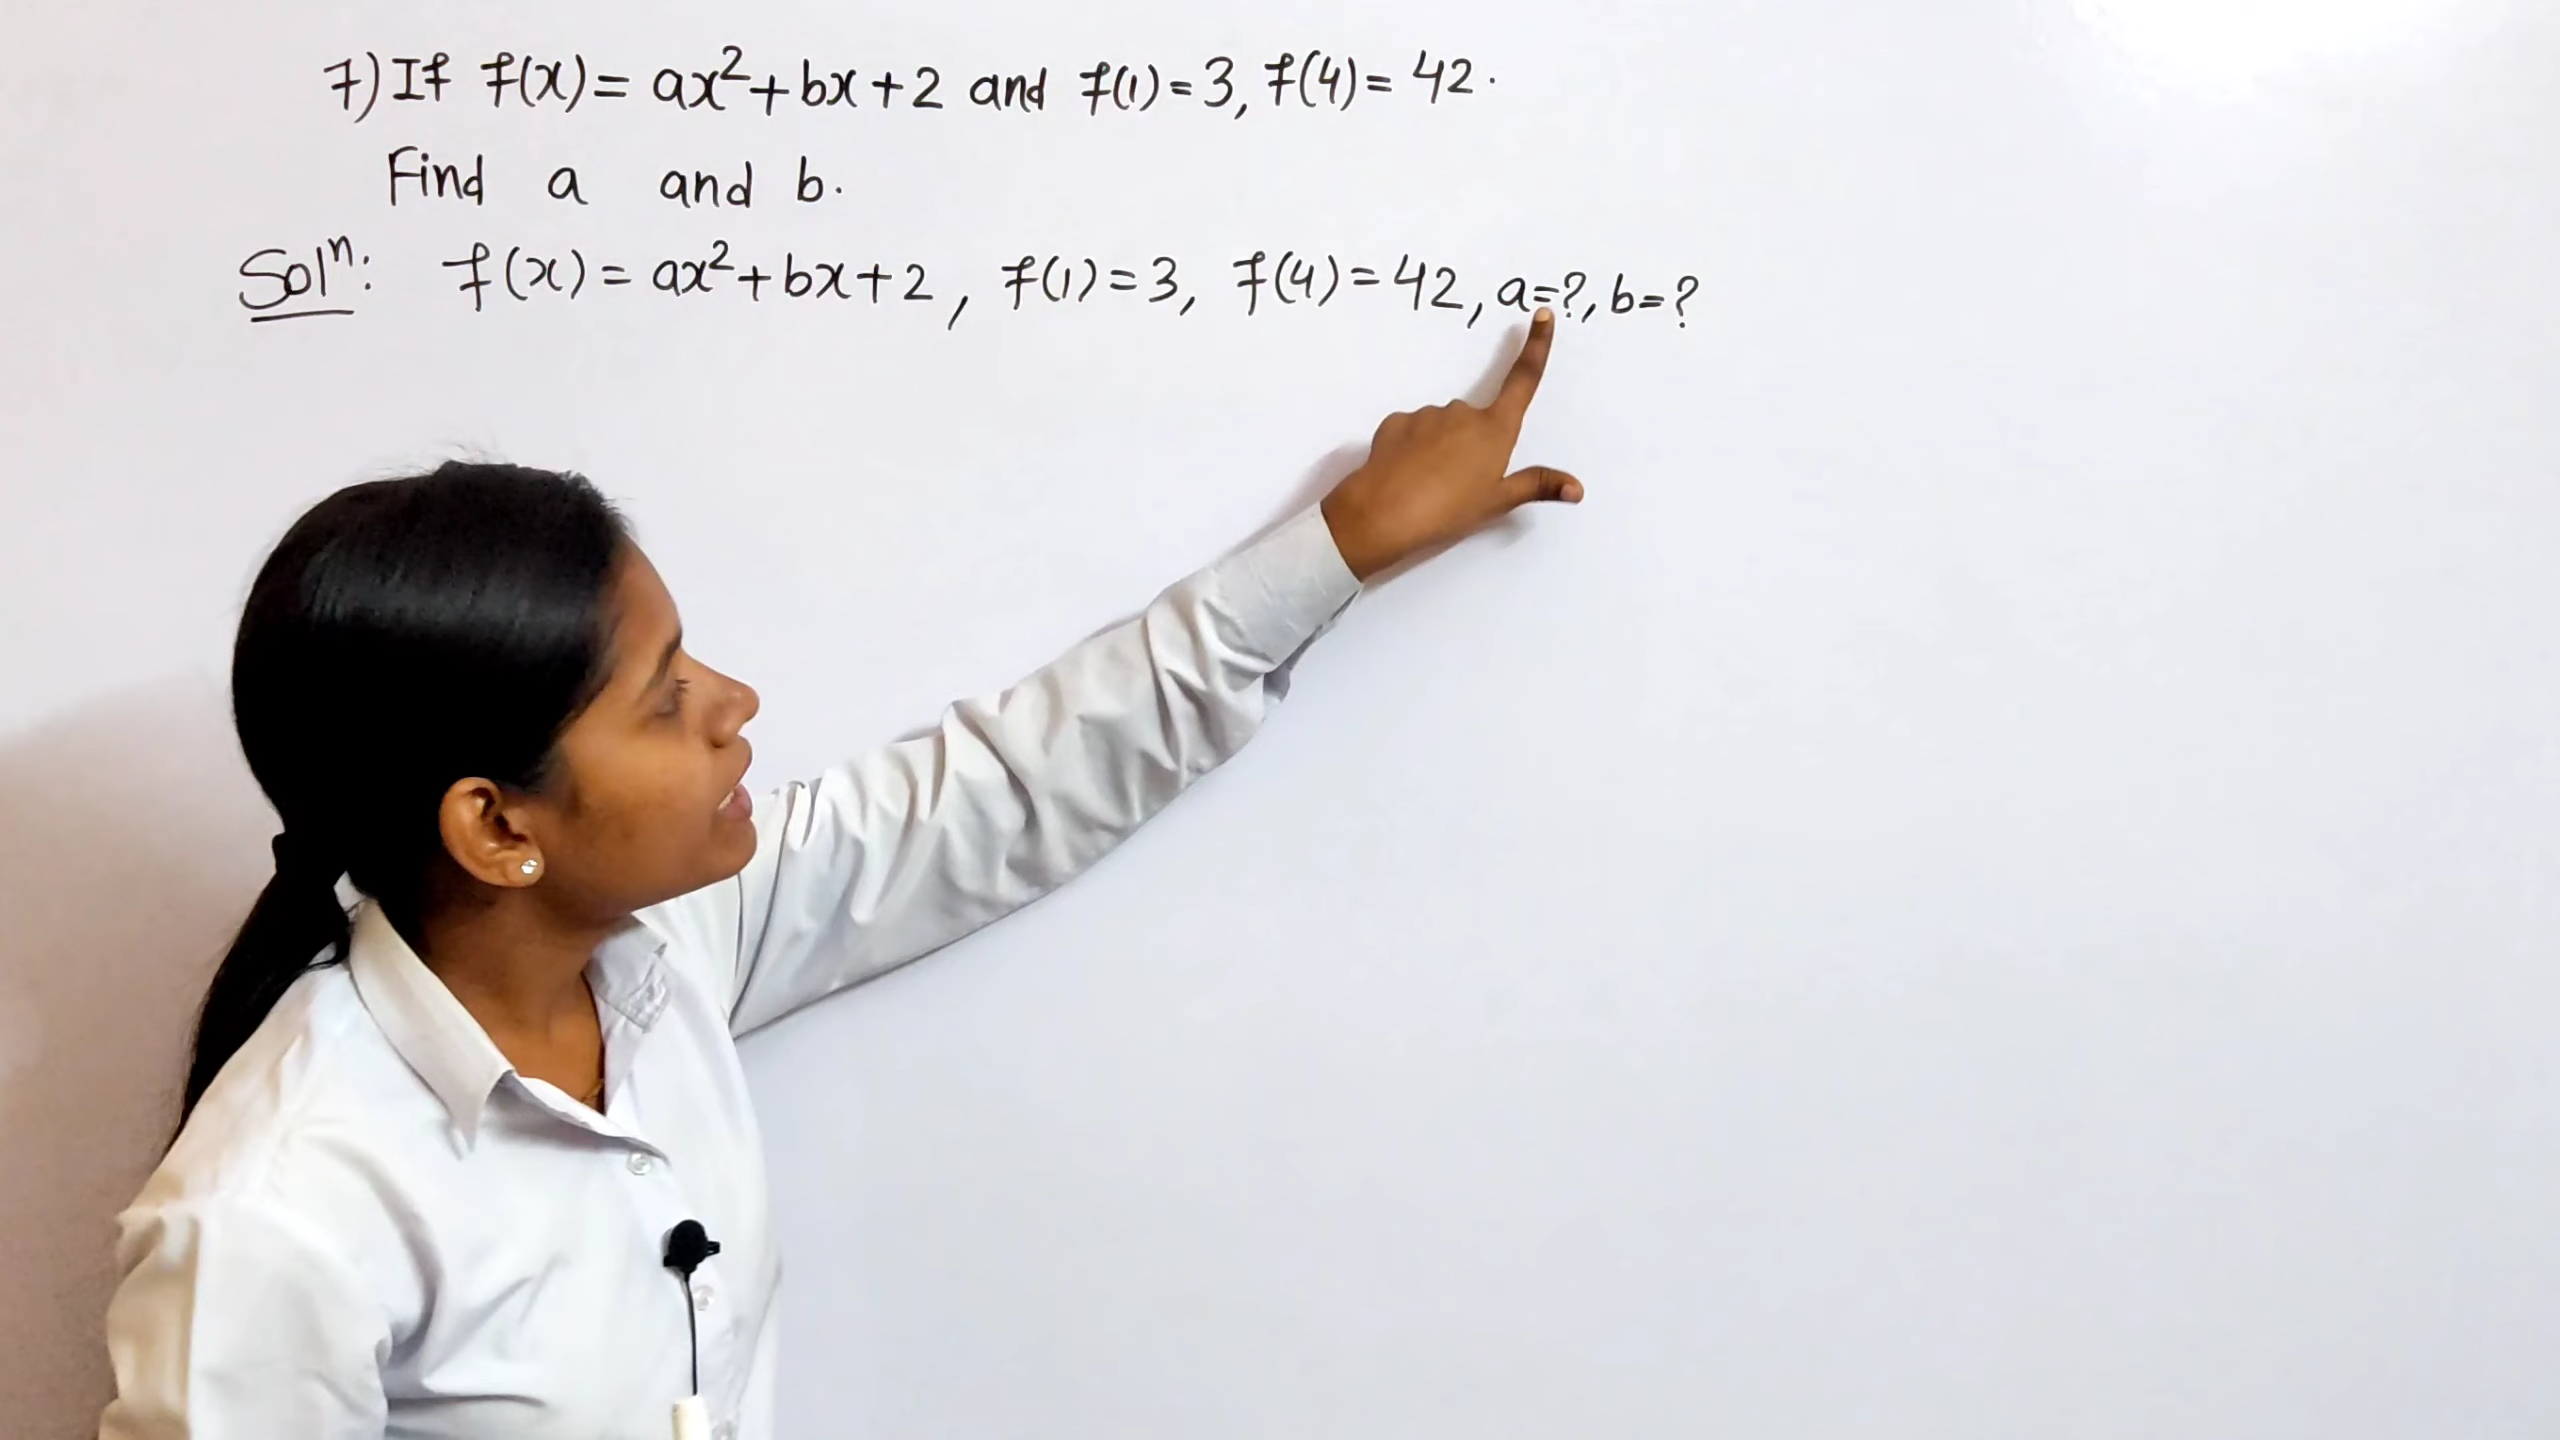 7) If f(x) = ax² + bx + 2 and f(1) = 3, f(4) = 42.
Find a and b.
Solⁿ: f(x) = ax² + bx + 2, f(1) = 3, f(4) = 42, a=?, b=?